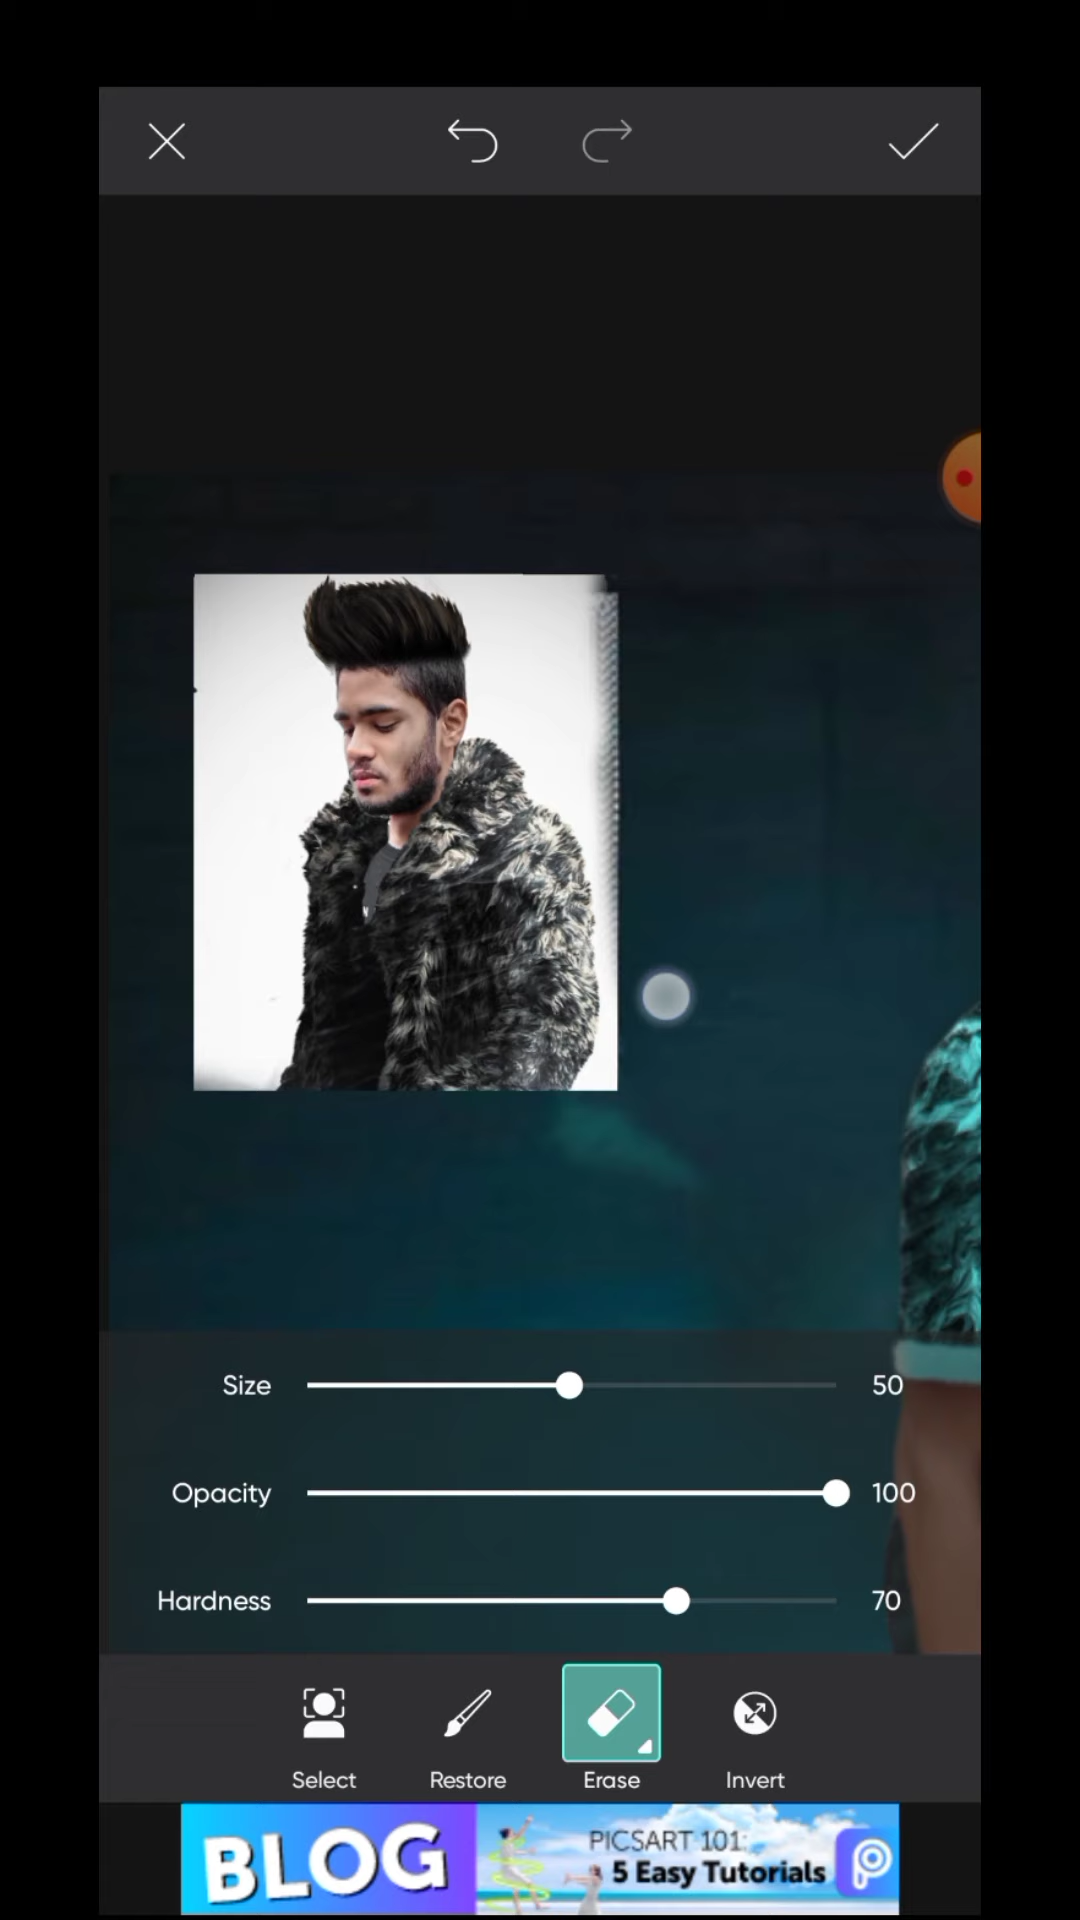 Size 50
Opacity 100
Hardness 70
Select Restore Erase Invert
BLOG
PICSART 101:
5 Easy Tutorials